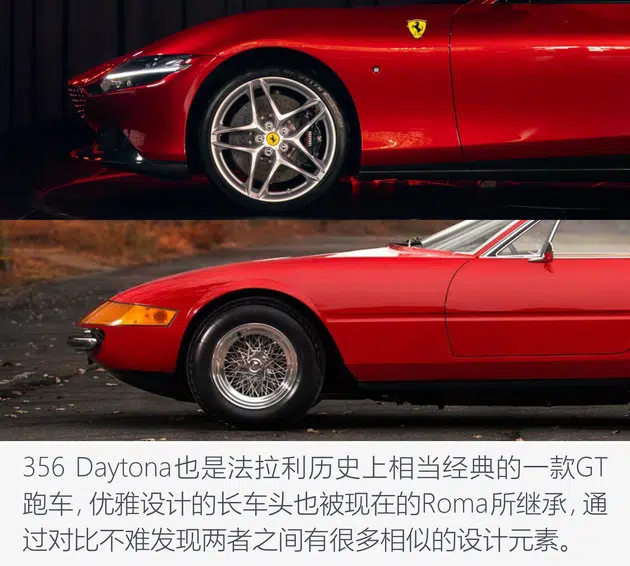 356 Daytona也是法拉利历史上相当经典的一款GT
跑车，优雅设计的长车头也被现在的Roma所继承，通
过对比不难发现两者之间有很多相似的设计元素。